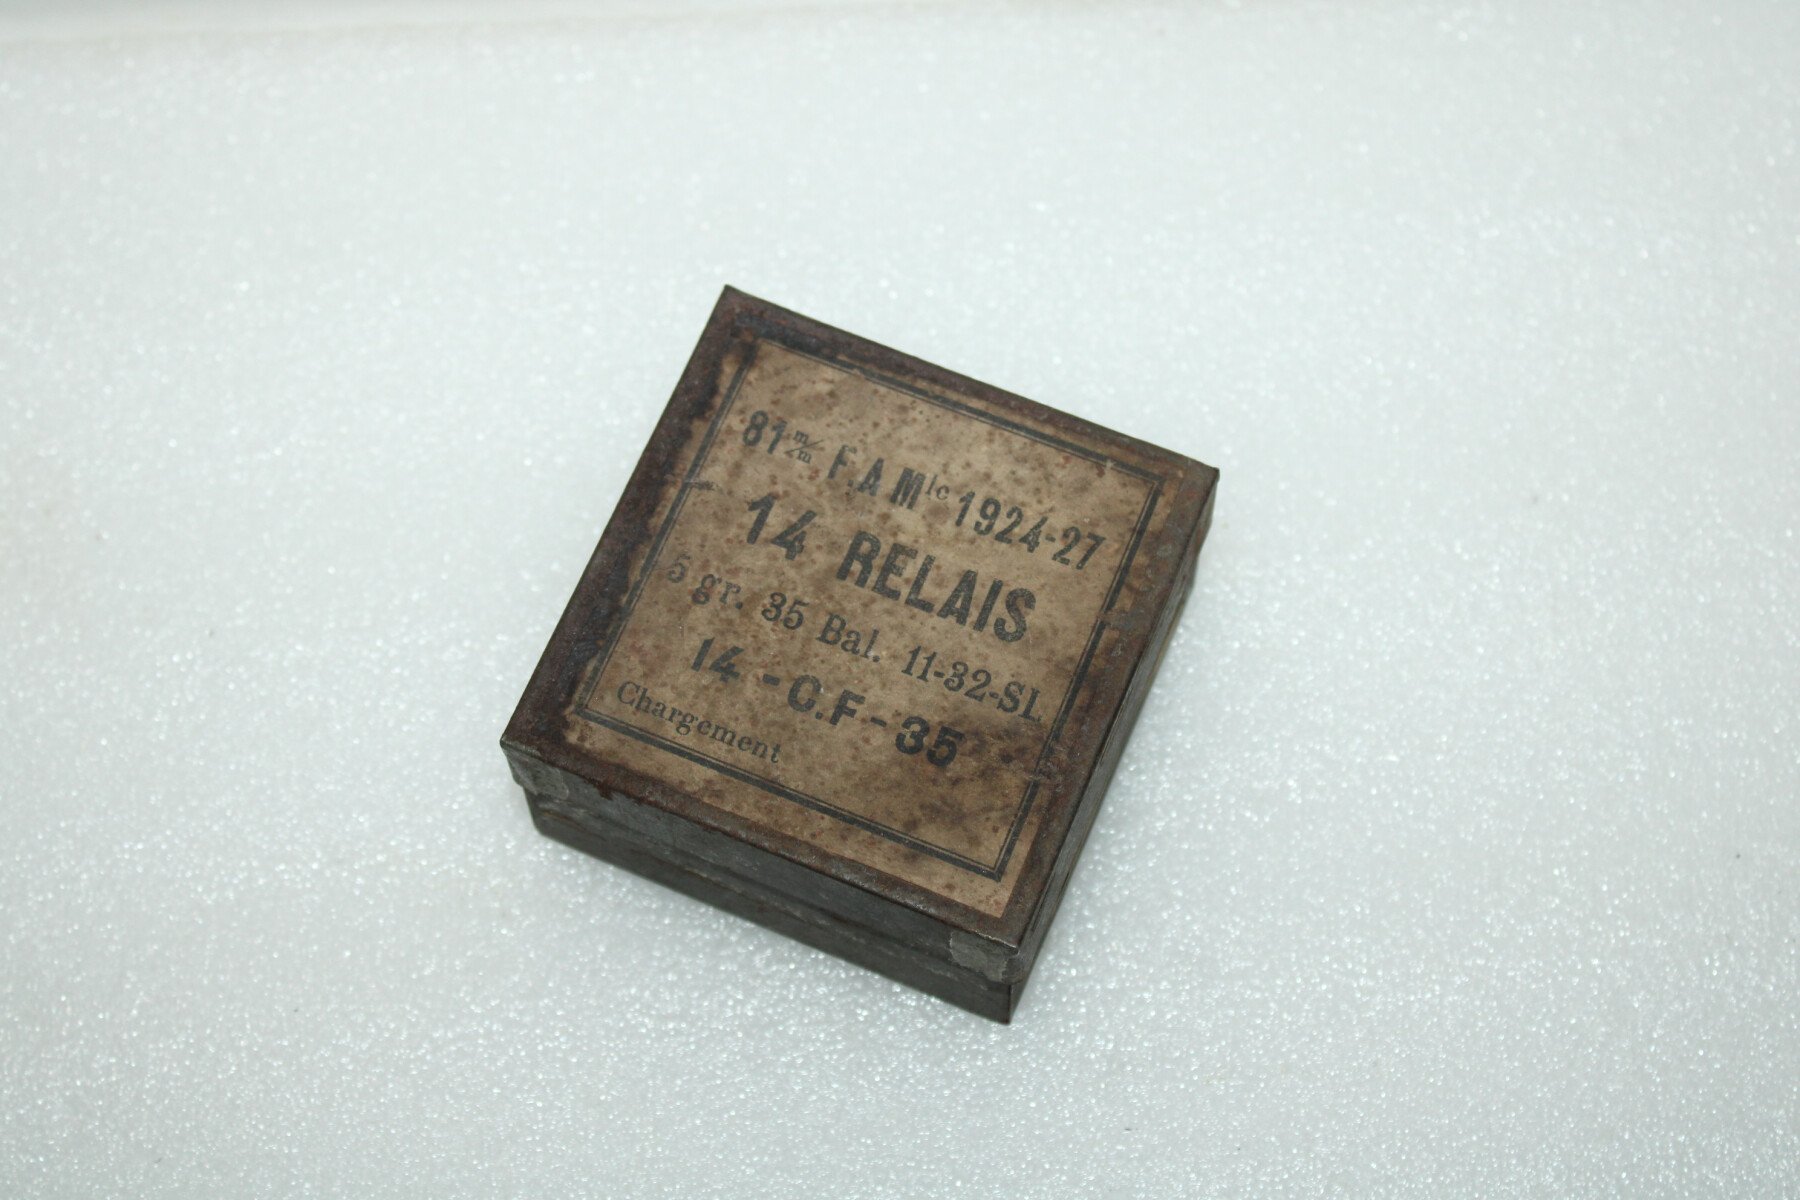 81 m/m F.A Mle 1924-27
14 RELAIS
5 gr. 35 Bal. 11-32-SL
14 - C.F - 35
Chargement